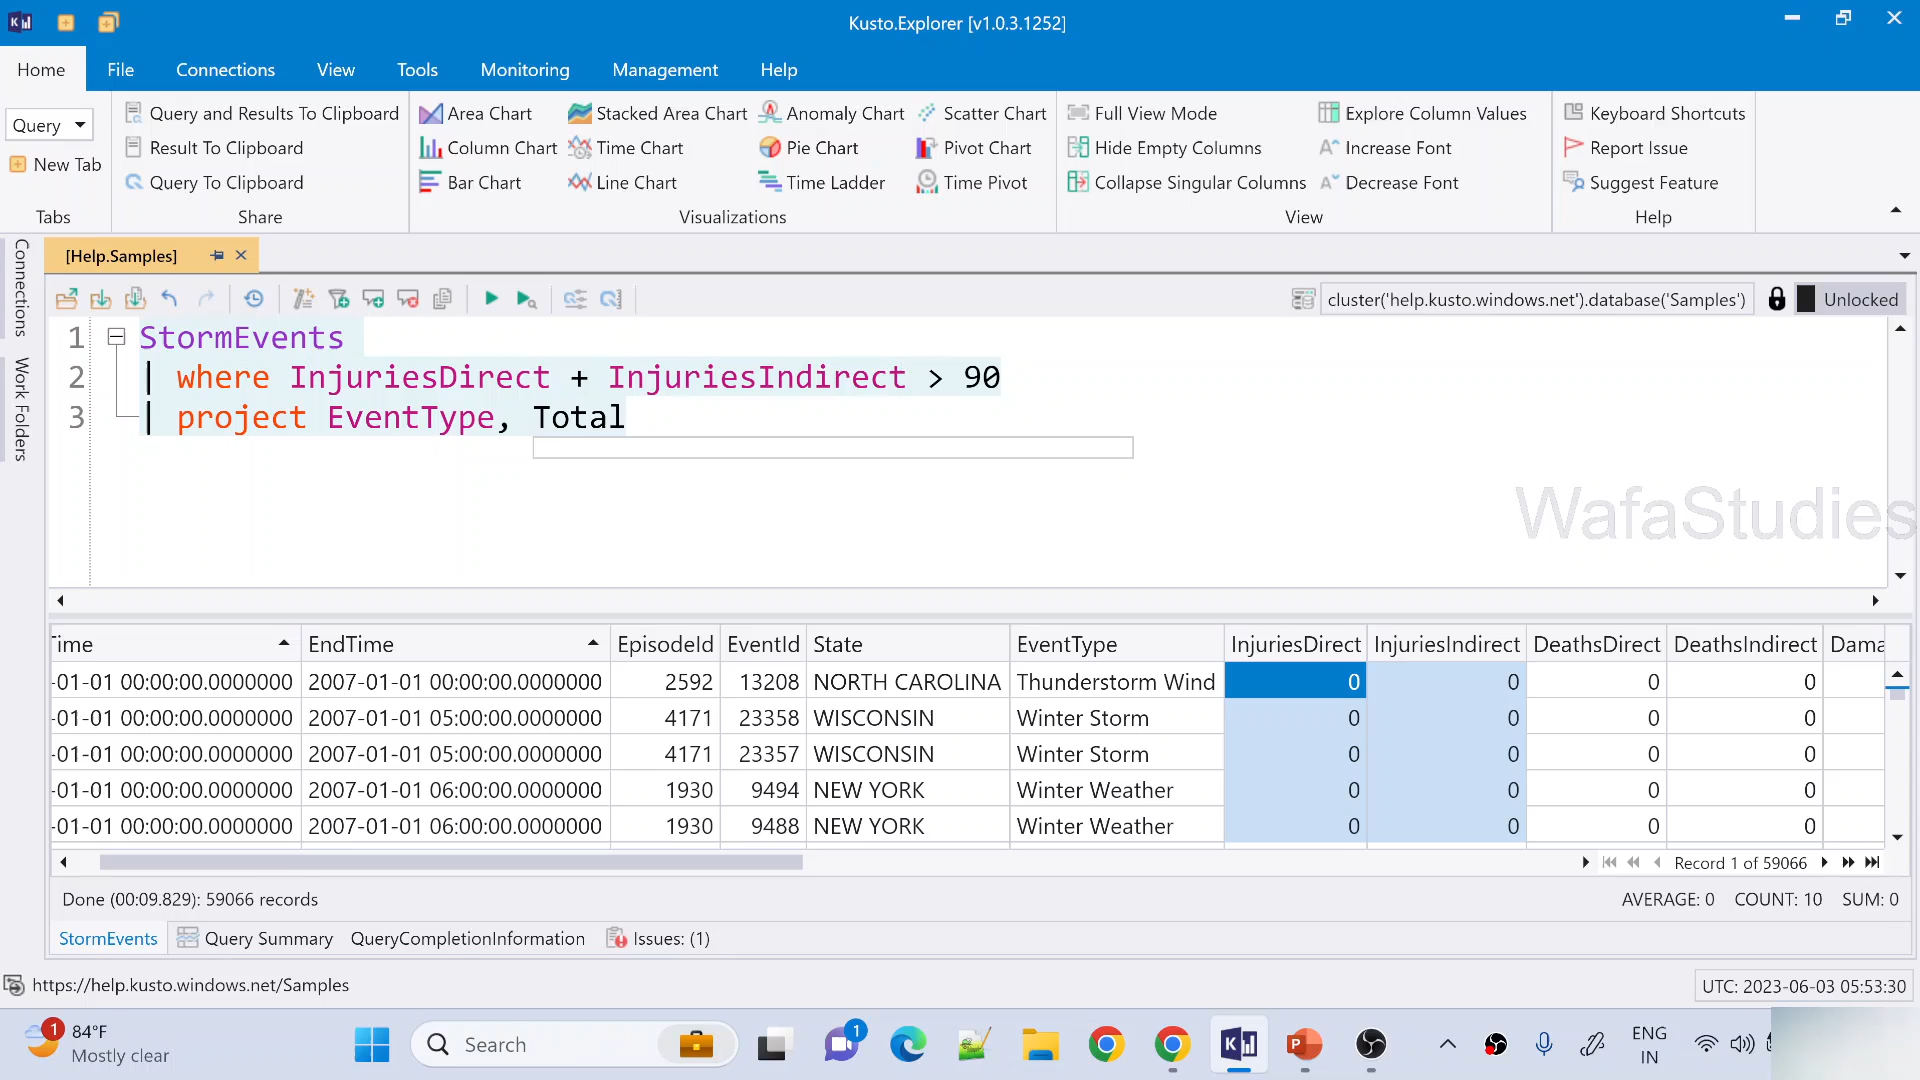 Kusto.Explorer [v1.0.3.1252]
Home File Connections View Tools Monitoring Management Help
Query
New Tab
Tabs
Query and Results To Clipboard
Result To Clipboard
Query To Clipboard
Share
Area Chart Stacked Area Chart Anomaly Chart Scatter Chart
Column Chart Time Chart Pie Chart Pivot Chart
Bar Chart Line Chart Time Ladder Time Pivot
Visualizations
Full View Mode Explore Column Values
Hide Empty Columns Increase Font
Collapse Singular Columns Decrease Font
View
Keyboard Shortcuts
Report Issue
Suggest Feature
Help
Connections
Work Folders
[Help.Samples]
cluster('help.kusto.windows.net').database('Samples') Unlocked
1 StormEvents
2 | where InjuriesDirect + InjuriesIndirect > 90
3 | project EventType, Total
WafaStudies
Time EndTime EpisodeId EventId State EventType InjuriesDirect InjuriesIndirect DeathsDirect DeathsIndirect Dama
-01-01 00:00:00.0000000 2007-01-01 00:00:00.0000000 2592 13208 NORTH CAROLINA Thunderstorm Wind 0 0 0 0
-01-01 00:00:00.0000000 2007-01-01 05:00:00.0000000 4171 23358 WISCONSIN Winter Storm 0 0 0 0
-01-01 00:00:00.0000000 2007-01-01 05:00:00.0000000 4171 23357 WISCONSIN Winter Storm 0 0 0 0
-01-01 00:00:00.0000000 2007-01-01 06:00:00.0000000 1930 9494 NEW YORK Winter Weather 0 0 0 0
-01-01 00:00:00.0000000 2007-01-01 06:00:00.0000000 1930 9488 NEW YORK Winter Weather 0 0 0 0
Record 1 of 59066
Done (00:09.829): 59066 records AVERAGE: 0 COUNT: 10 SUM: 0
StormEvents Query Summary QueryCompletionInformation Issues: (1)
https://help.kusto.windows.net/Samples UTC: 2023-06-03 05:53:30
1
84°F
Mostly clear
Search
1
ENG
IN